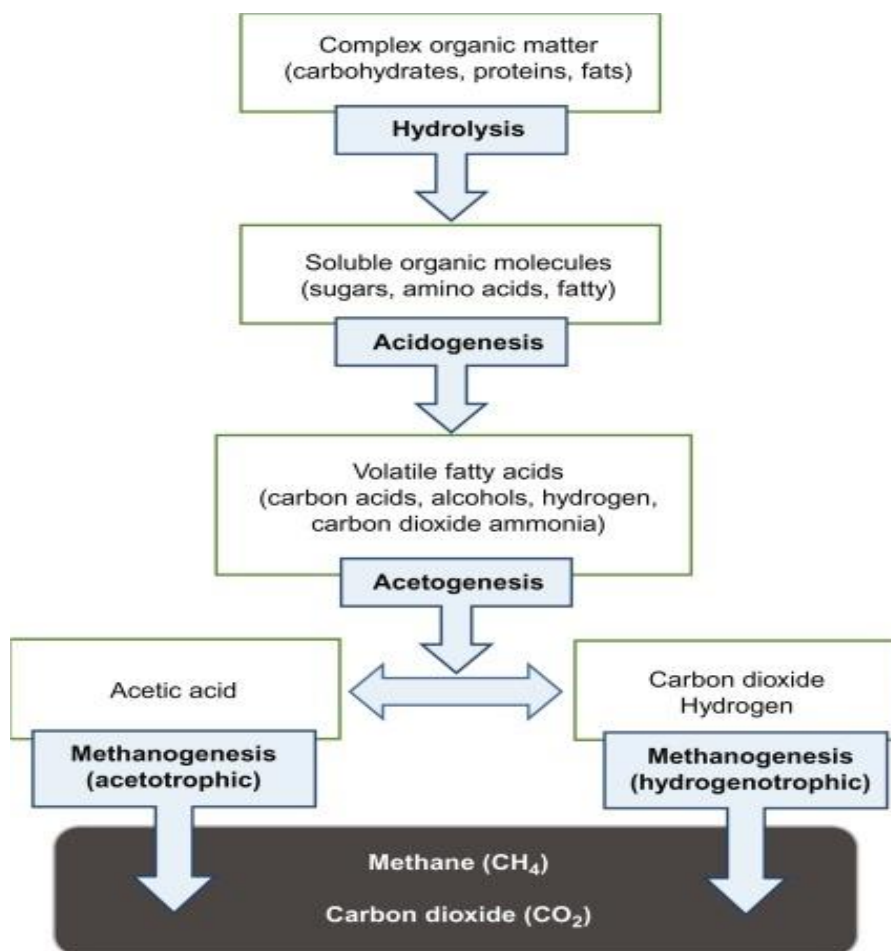 Complex organic matter
(carbohydrates, proteins, fats)
Hydrolysis
Soluble organic molecules
(sugars, amino acids, fatty)
Acidogenesis
Volatile fatty acids
(carbon acids, alcohols, hydrogen,
carbon dioxide ammonia)
Acetogenesis
Acetic acid
Carbon dioxide
Hydrogen
Methanogenesis
(acetotrophic)
Methanogenesis
(hydrogenotrophic)
Methane (CH₄)
Carbon dioxide (CO₂)